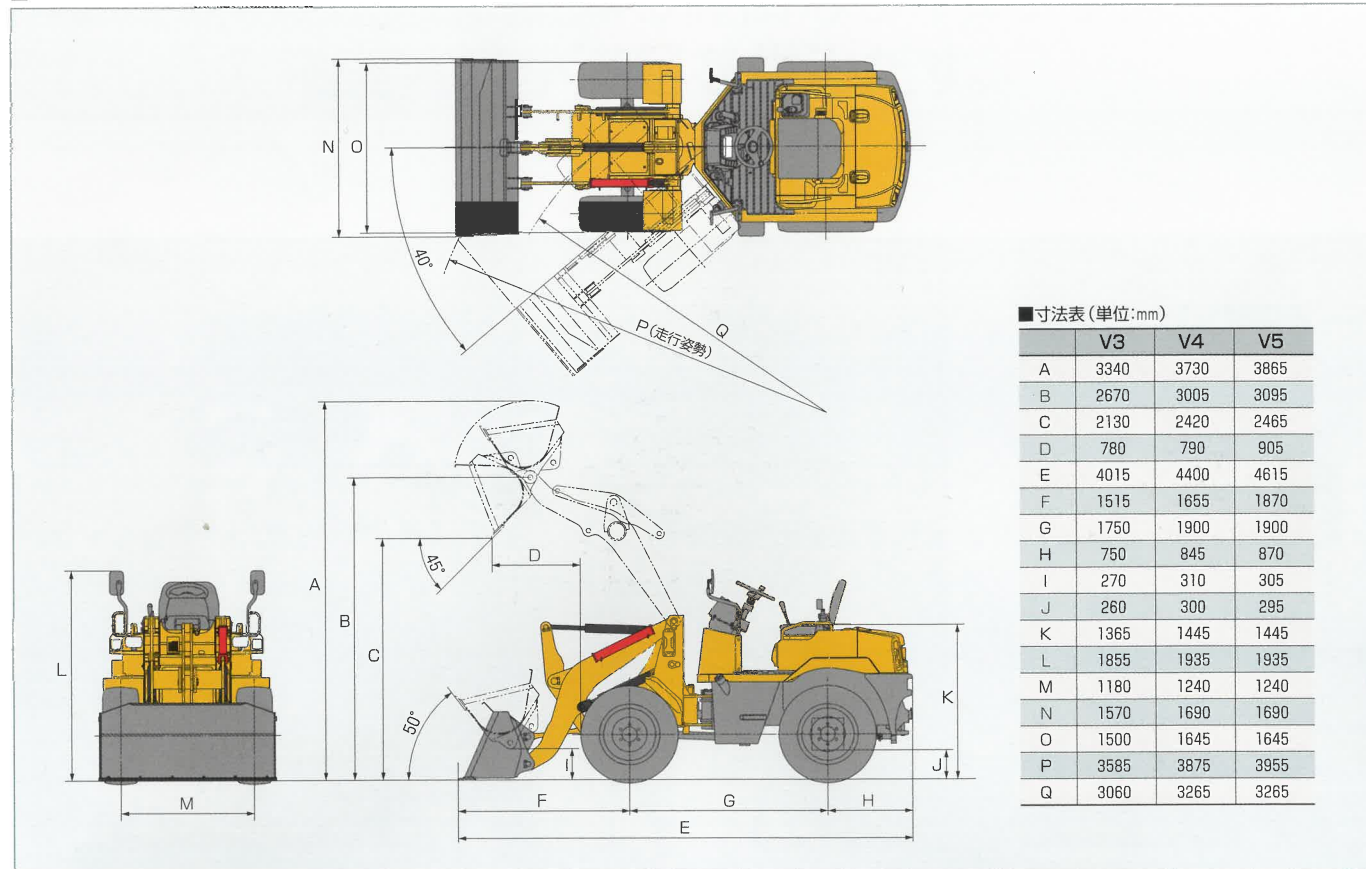 N
O
40°
P(走行姿勢)
Q
A
B
C
45°
D
50°
I
J
K
L
M
F
G
H
E
■寸法表(単位:mm)
V3 V4 V5
A 3340 3730 3865
B 2670 3005 3095
C 2130 2420 2465
D 780 790 905
E 4015 4400 4615
F 1515 1655 1870
G 1750 1900 1900
H 750 845 870
I 270 310 305
J 260 300 295
K 1365 1445 1445
L 1855 1935 1935
M 1180 1240 1240
N 1570 1690 1690
O 1500 1645 1645
P 3585 3875 3955
Q 3060 3265 3265